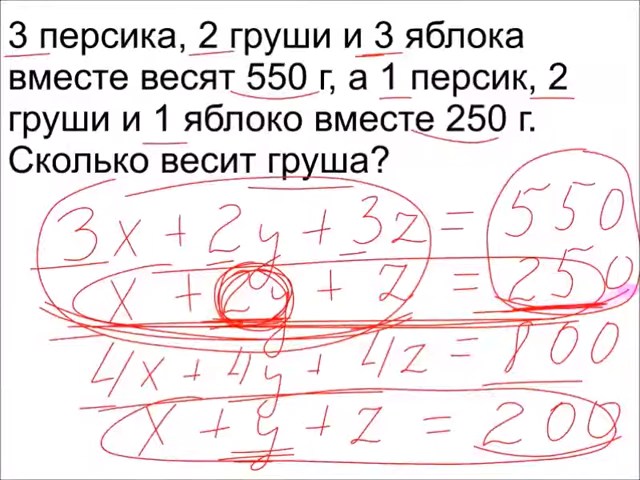 3 персика, 2 груши и 3 яблока
вместе весят 550 г, а 1 персик, 2
груши и 1 яблоко вместе 250 г.
Сколько весит груша?
3x + 2y + 3z = 550
x + 2y + z = 250
4x + 4y + 4z = 800
x + y + z = 200